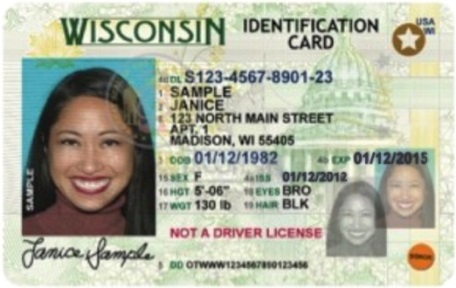 WISCONSIN IDENTIFICATION CARD
USA
WI
4d DL S123-4567-8901-23
1 SAMPLE
2 JANICE
8 123 NORTH MAIN STREET
APT. 1
MADISON, WI 55405
3 DOB 01/12/1982 4b EXP 01/12/2015
15 SEX F 4a ISS 01/12/2012
16 HGT 5'-06" 18 EYES BRO
17 WGT 130 lb 19 HAIR BLK
NOT A DRIVER LICENSE
SAMPLE
Janice Sample
5 DD OTWWW1234567890123456
DONOR